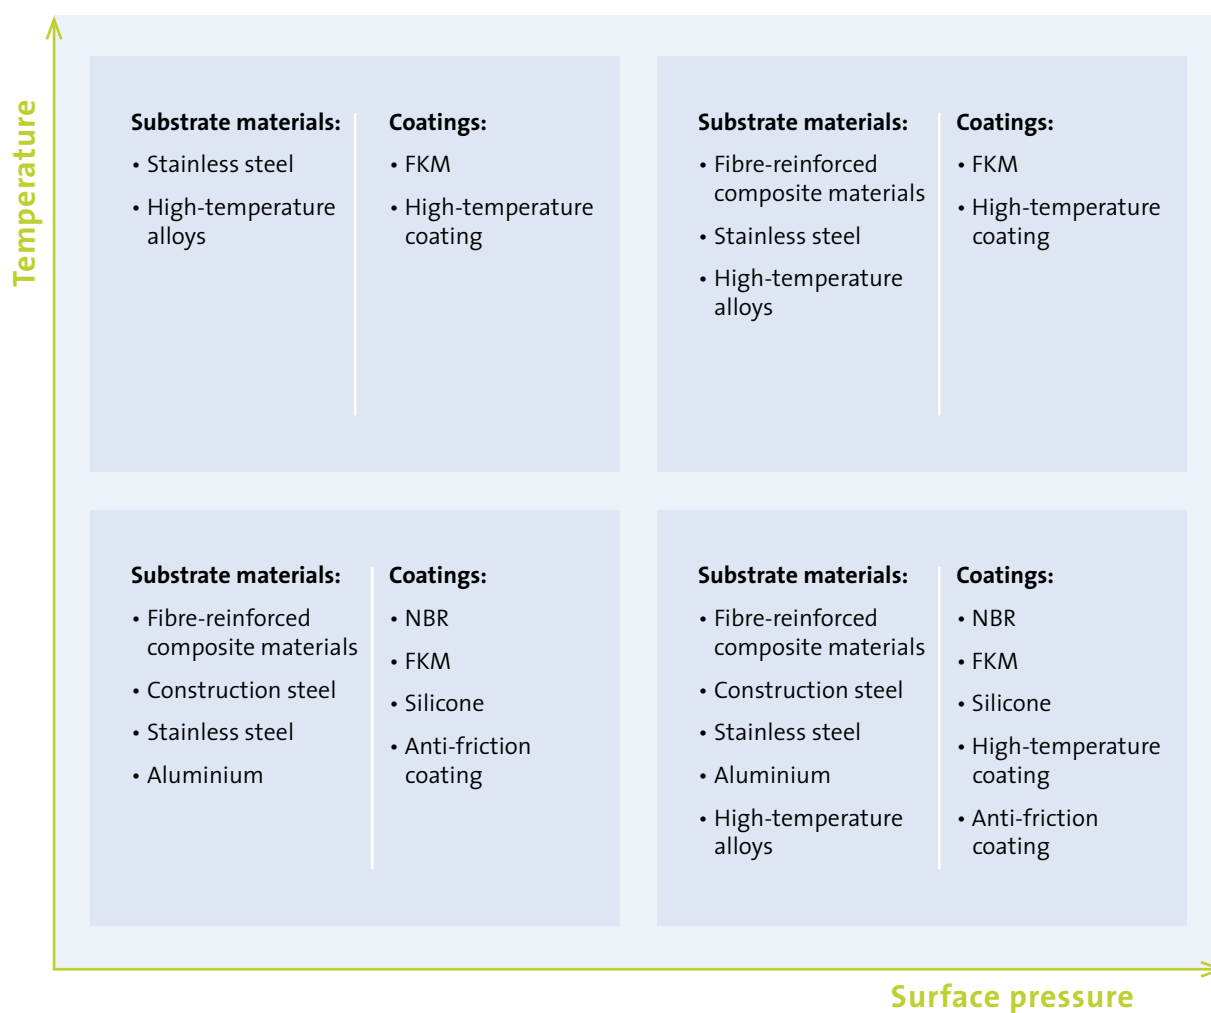 Temperature
Substrate materials:
• Stainless steel
• High-temperature
alloys
Coatings:
• FKM
• High-temperature
coating
Substrate materials:
• Fibre-reinforced
composite materials
• Stainless steel
• High-temperature
alloys
Coatings:
• FKM
• High-temperature
coating
Substrate materials:
• Fibre-reinforced
composite materials
• Construction steel
• Stainless steel
• Aluminium
Coatings:
• NBR
• FKM
• Silicone
• Anti-friction
coating
Substrate materials:
• Fibre-reinforced
composite materials
• Construction steel
• Stainless steel
• Aluminium
• High-temperature
alloys
Coatings:
• NBR
• FKM
• Silicone
• High-temperature
coating
• Anti-friction
coating
Surface pressure